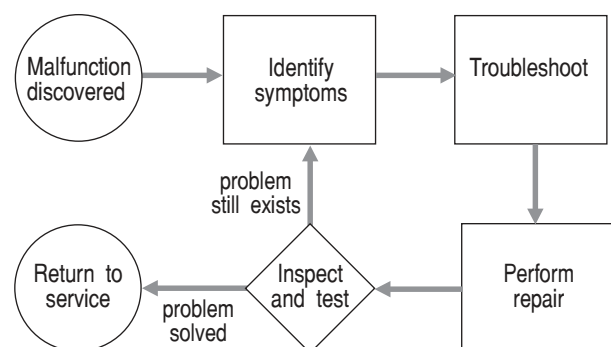 Malfunction
discovered
Identify
symptoms
Troubleshoot
Perform
repair
Inspect
and test
problem
still exists
problem
solved
Return to
service